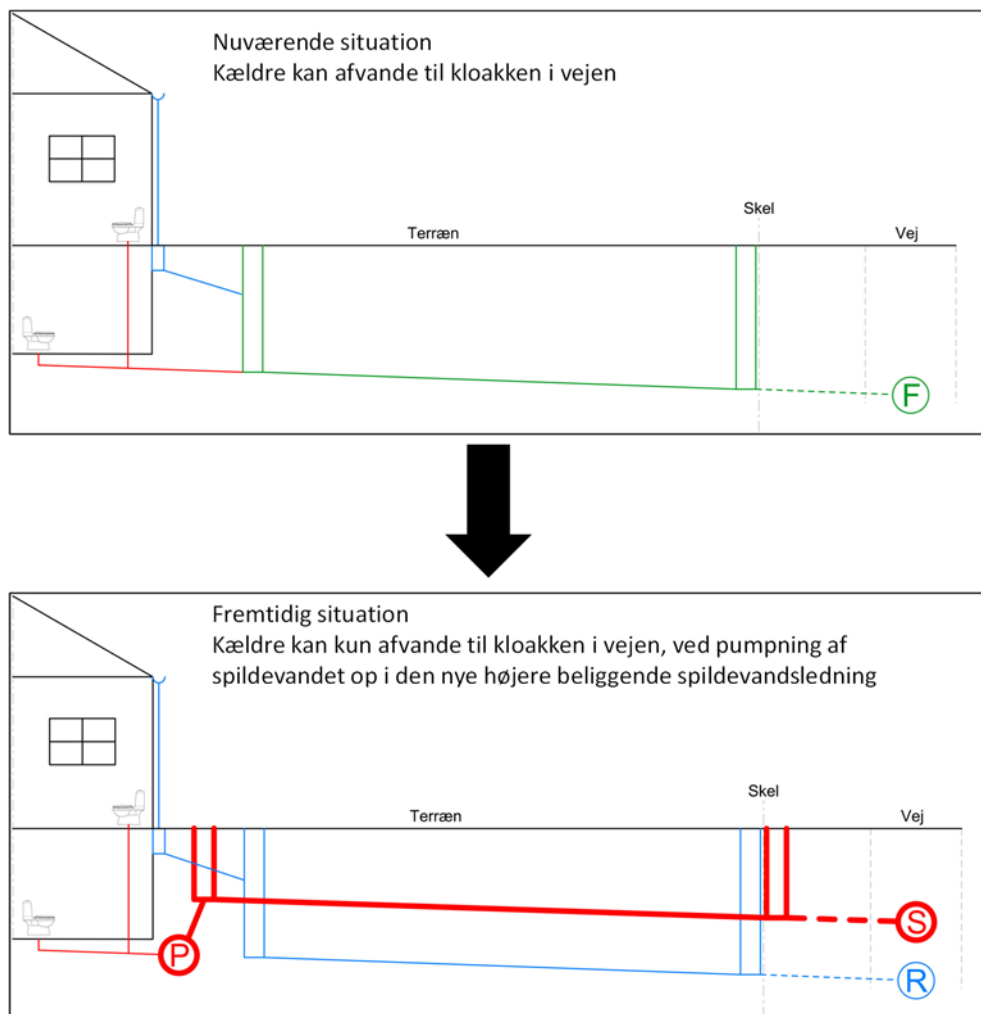 Nuværende situation
Kældre kan afvande til kloakken i vejen
Skel
Terræn
Vej
F
Fremtidig situation
Kældre kan kun afvande til kloakken i vejen, ved pumpning af
spildevandet op i den nye højere beliggende spildevandsledning
Skel
Terræn
Vej
S
P
R